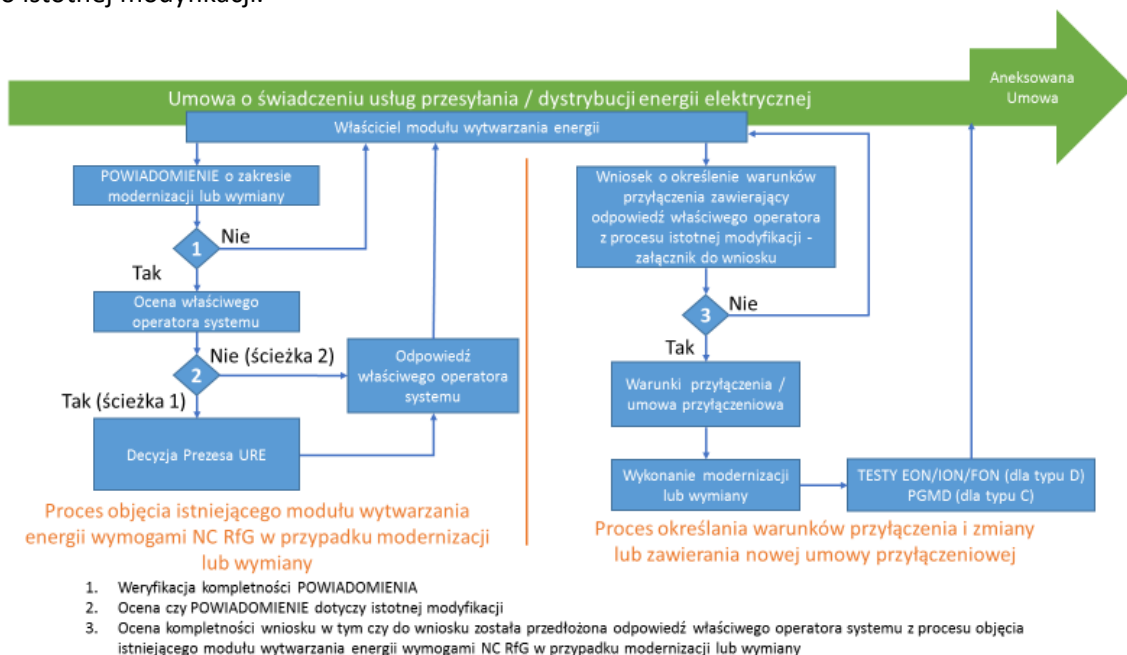 o istotnej modyfikacji.
Aneksowana
Umowa
Umowa o świadczeniu usług przesyłania / dystrybucji energii elektrycznej
Właściciel modułu wytwarzania energii
POWIADOMIENIE o zakresie
modernizacji lub wymiany
1
Nie
Tak
Ocena właściwego
operatora systemu
2
Nie (ścieżka 2)
Tak (ścieżka 1)
Odpowiedź
właściwego operatora
systemu
Decyzja Prezesa URE
Proces objęcia istniejącego modułu wytwarzania
energii wymogami NC RfG w przypadku modernizacji
lub wymiany
Wniosek o określenie warunków
przyłączenia zawierający
odpowiedź właściwego operatora
z procesu istotnej modyfikacji -
załącznik do wniosku
3
Nie
Tak
Warunki przyłączenia /
umowa przyłączeniowa
Wykonanie modernizacji
lub wymiany
TESTY EON/ION/FON (dla typu D)
PGMD (dla typu C)
Proces określania warunków przyłączenia i zmiany
lub zawierania nowej umowy przyłączeniowej
1. Weryfikacja kompletności POWIADOMIENIA
2. Ocena czy POWIADOMIENIE dotyczy istotnej modyfikacji
3. Ocena kompletności wniosku w tym czy do wniosku została przedłożona odpowiedź właściwego operatora systemu z procesu objęcia
istniejącego modułu wytwarzania energii wymogami NC RfG w przypadku modernizacji lub wymiany